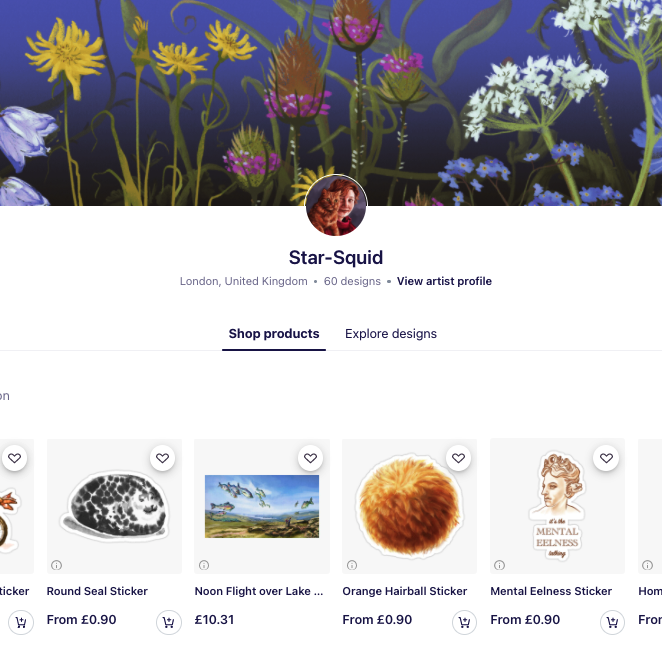 Star-Squid
London, United Kingdom • 60 designs • View artist profile
Shop products
Explore designs
on
ticker
Round Seal Sticker
From £0.90
Noon Flight over Lake ...
£10.31
Orange Hairball Sticker
From £0.90
it's the
MENTAL
EELNESS
talking
Mental Eelness Sticker
From £0.90
Hom
From